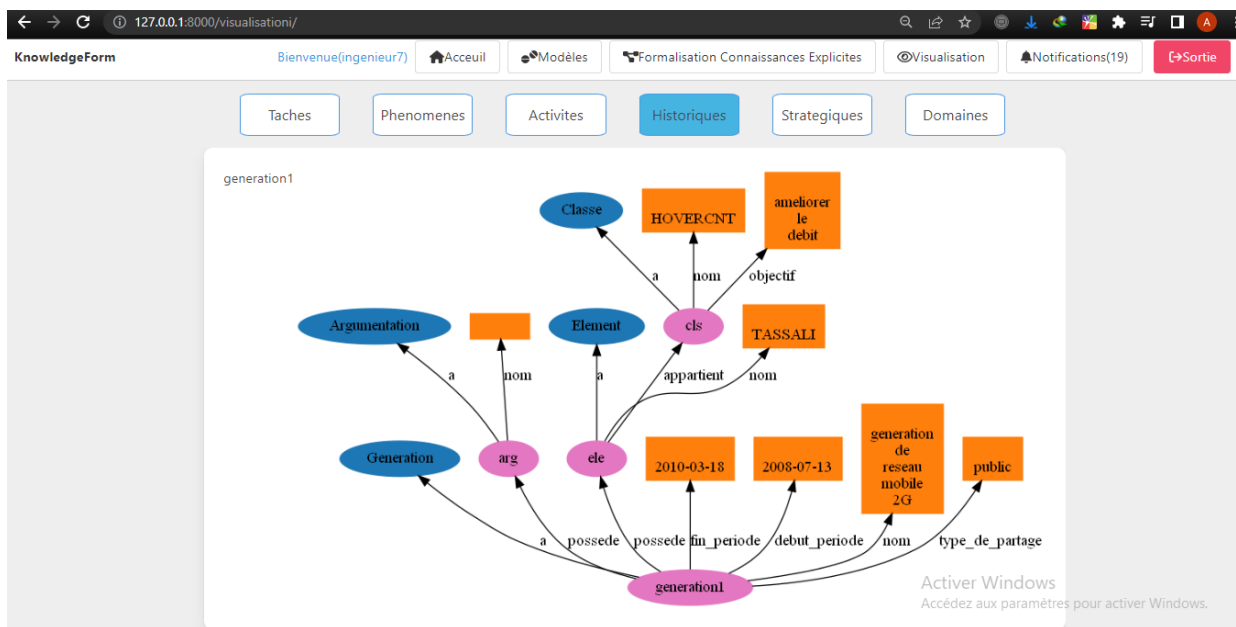 127.0.0.1:8000/visualisationi/
A
KnowledgeForm
Bienvenue(ingenieur7)
Acceuil
Modèles
Formalisation Connaissances Explicites
Visualisation
Notifications(19)
Sortie
Taches
Phenomenes
Activites
Historiques
Strategiques
Domaines
generation1
Classe
HOVERCNT
ameliorer
le
debit
a
nom
objectif
Argumentation
Element
cls
TASSALI
a
nom
a
appartient
nom
Generation
arg
ele
2010-03-18
2008-07-13
generation
de
reseau
mobile
2G
public
a
possede
possede
fin_periode
debut_periode
nom
type_de_partage
generation1
Activer Windows
Accédez aux paramètres pour activer Windows.